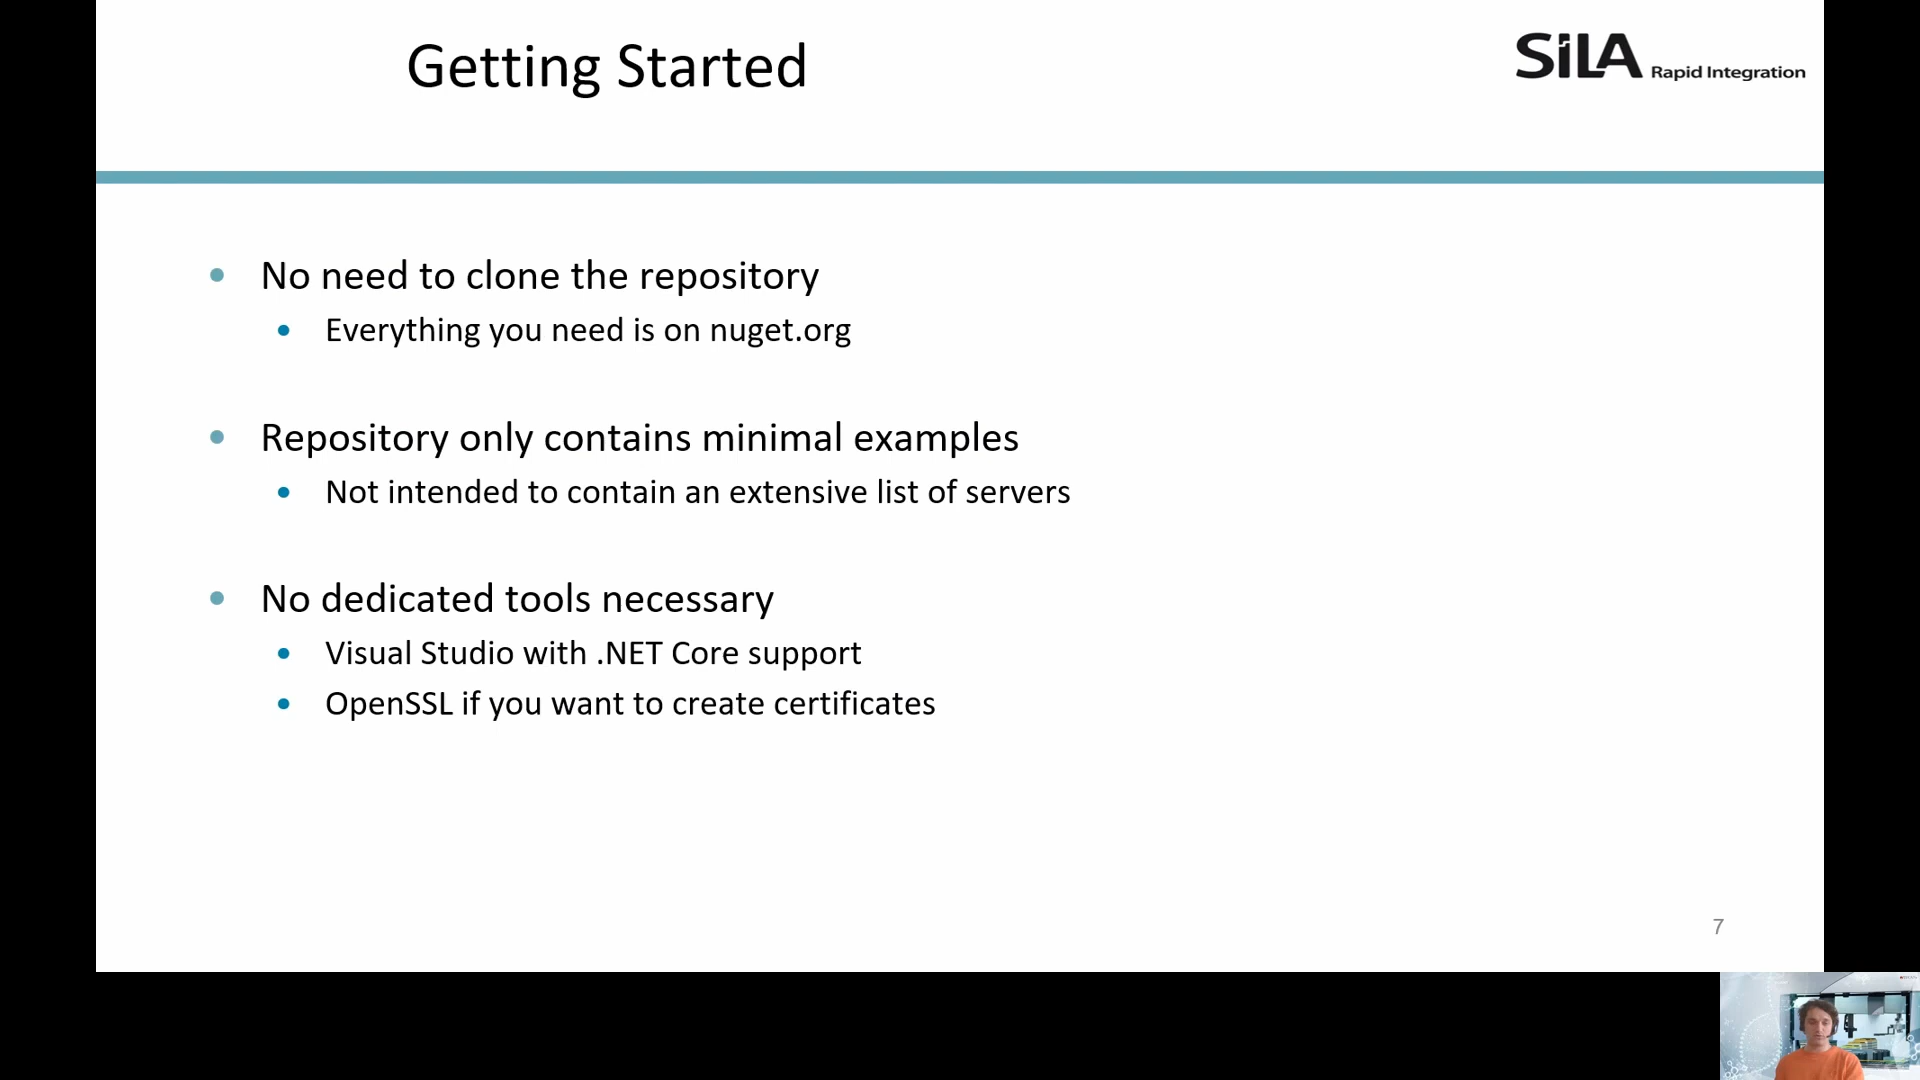 Getting Started
SiLA Rapid Integration
No need to clone the repository
Everything you need is on nuget.org
Repository only contains minimal examples
Not intended to contain an extensive list of servers
No dedicated tools necessary
Visual Studio with .NET Core support
OpenSSL if you want to create certificates
7